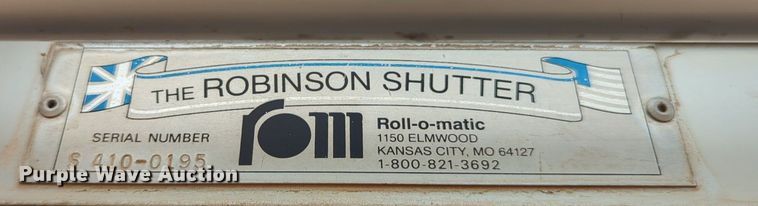 THE ROBINSON SHUTTER
SERIAL NUMBER
S 410-0195
rom
Roll-o-matic
1150 ELMWOOD
KANSAS CITY, MO 64127
1-800-821-3692
Purple Wave Auction